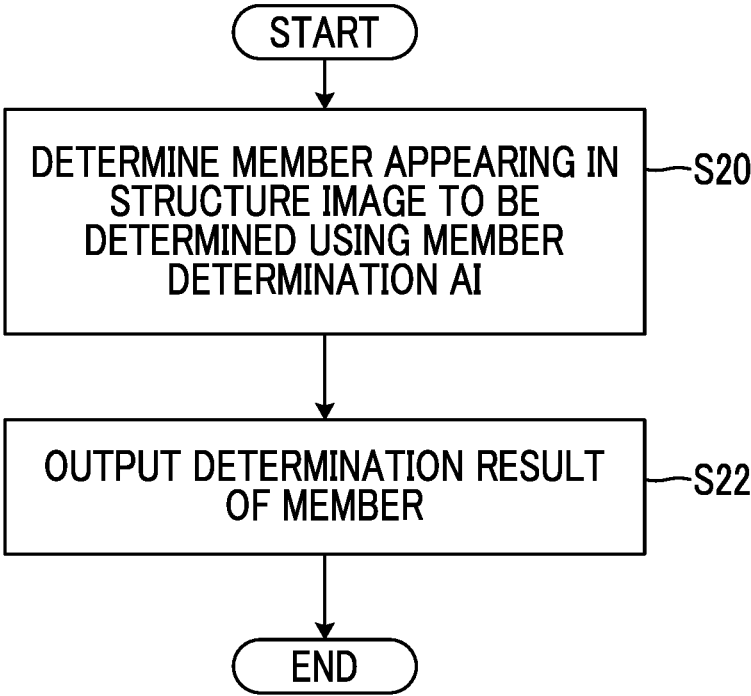 START
DETERMINE MEMBER APPEARING IN
STRUCTURE IMAGE TO BE
DETERMINED USING MEMBER
DETERMINATION AI
S20
OUTPUT DETERMINATION RESULT
OF MEMBER
S22
END